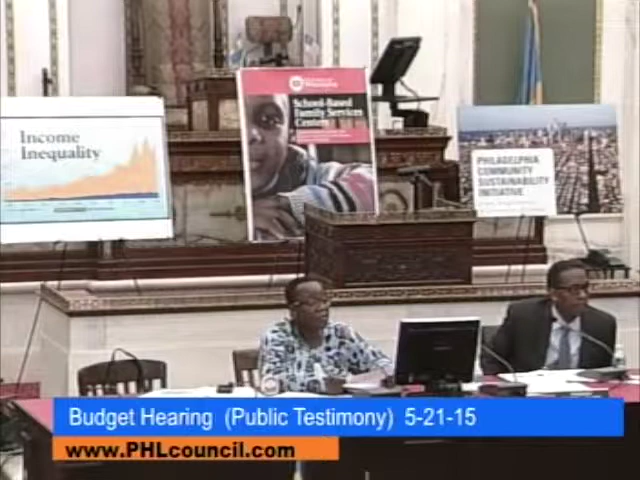 Income
Inequality
School-Based
Family Services
Centers
PHILADELPHIA
COMMUNITY
SUSTAINABILITY
INITIATIVE
Budget Hearing (Public Testimony) 5-21-15
www.PHLcouncil.com